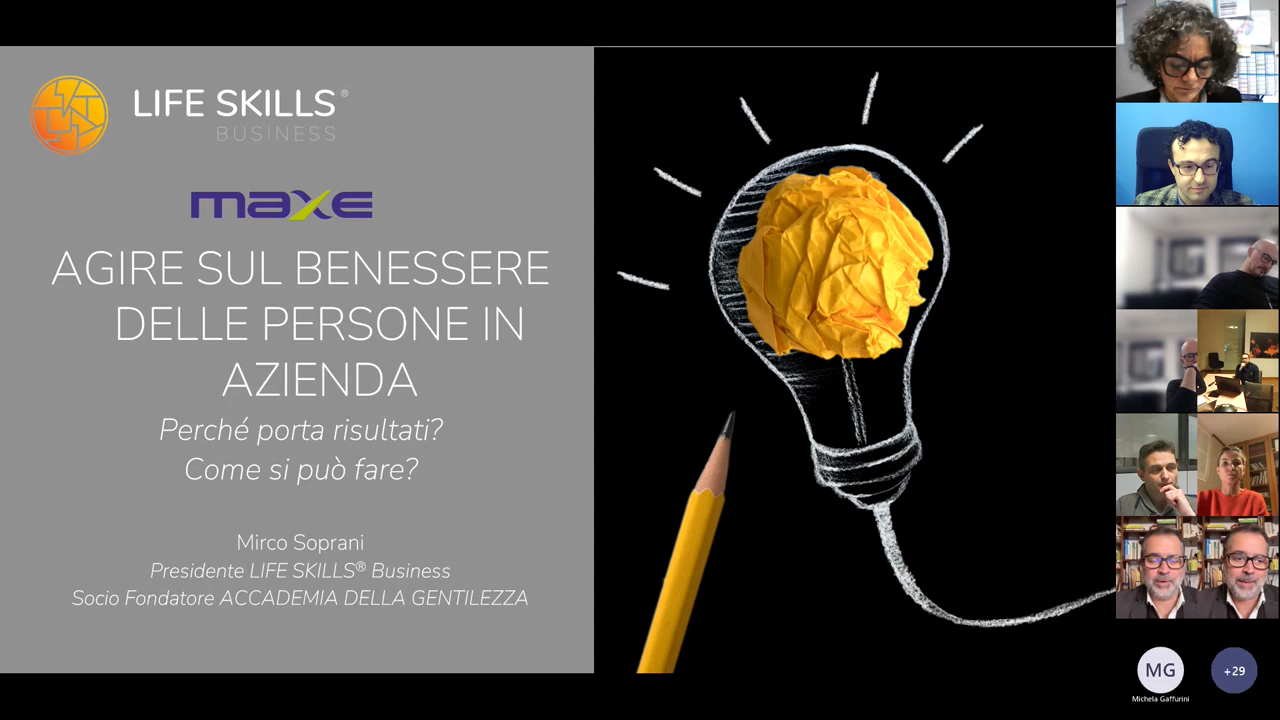 LIFE SKILLS®
BUSINESS
maxe
AGIRE SUL BENESSERE
DELLE PERSONE IN
AZIENDA
Perché porta risultati?
Come si può fare?
Mirco Soprani
Presidente LIFE SKILLS® Business
Socio Fondatore ACCADEMIA DELLA GENTILEZZA
MG
+29
Michela Gaffurini